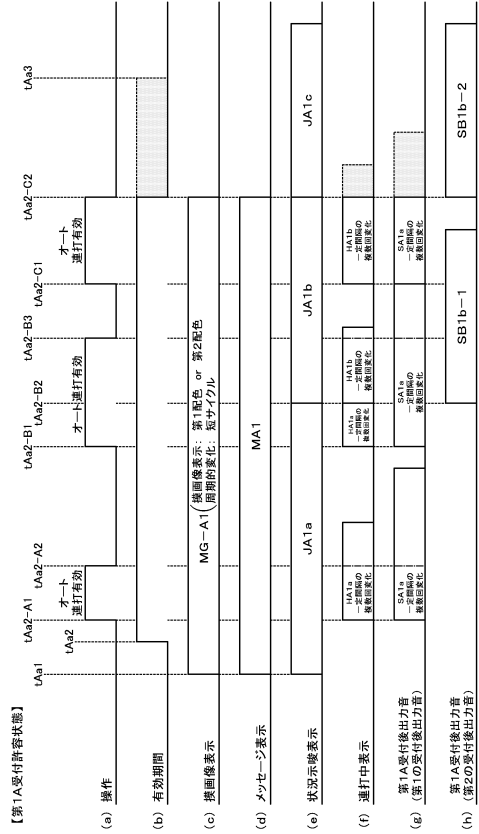 【第1A受付許容状態】
tAa1
tAa2
tAa2-A1
tAa2-A2
tAa2-B1
tAa2-B2
tAa2-B3
tAa2-C1
tAa2-C2
tAa3
(a) 操作
オート
連打有効
オート連打有効
オート
連打有効
(b) 有効期間
(c) 摸画像表示
MG-A1(摸画像表示:第1配色 or 第2配色
周期的変化:短サイクル
(d) メッセージ表示
MA1
(e) 状況示唆表示
JA1a
JA1b
JA1c
(f) 連打中表示
HA1a
一定間隔の
複数回変化
HA1a
一定間隔の
複数回変化
HA1b
一定間隔の
複数回変化
HA1b
一定間隔の
複数回変化
(g) 第1A受付後出力音
(第1の受付後出力音)
SA1a
一定間隔の
複数回変化
SA1a
一定間隔の
複数回変化
SA1a
一定間隔の
複数回変化
(h) 第1A受付後出力音
(第2の受付後出力音)
SB1b-1
SB1b-2